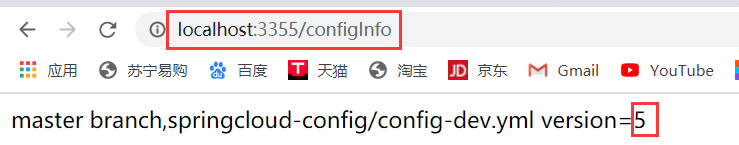 localhost:3355/configInfo
应用 苏宁易购 百度 T 天猫 淘宝 JD 京东 Gmail YouTube
master branch,springcloud-config/config-dev.yml version=5